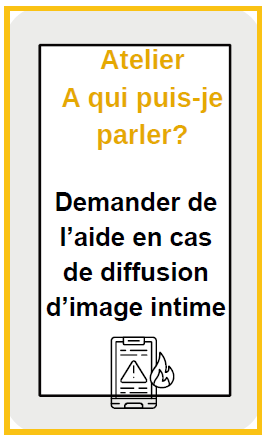 Atelier
A qui puis-je
parler?
Demander de
l’aide en cas
de diffusion
d’image intime